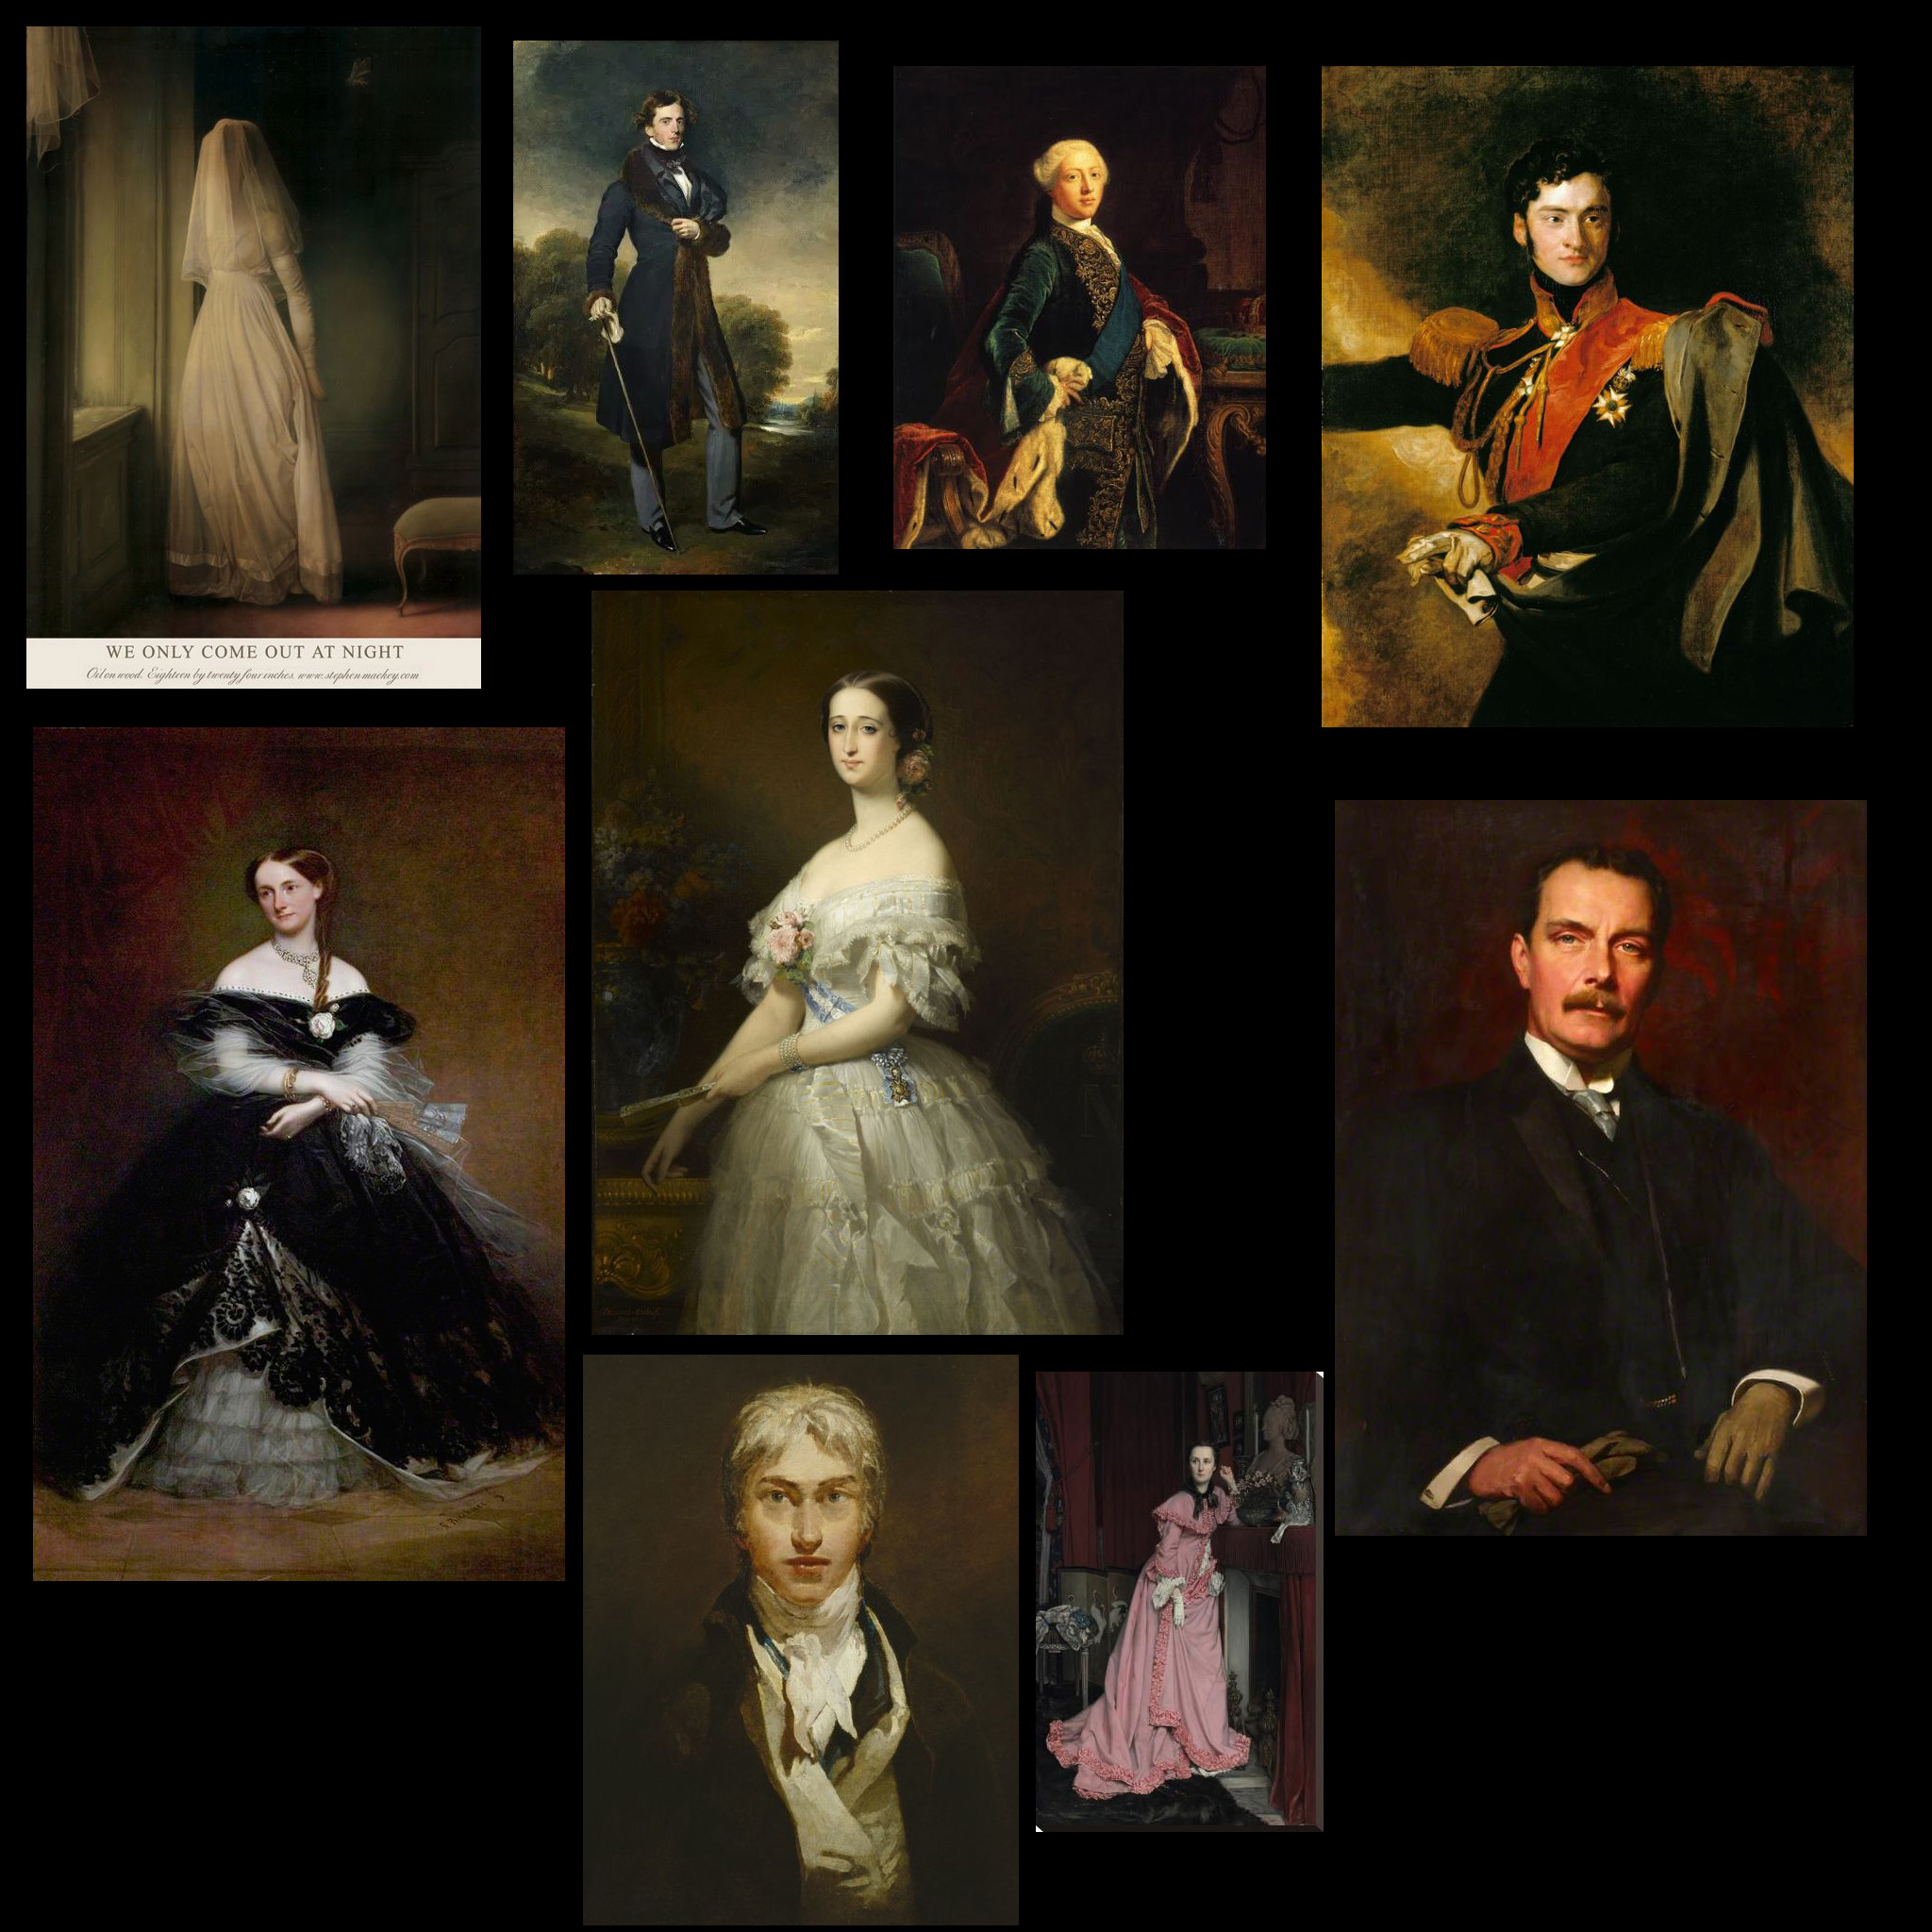 WE ONLY COME OUT AT NIGHT
Oil on wood. Eighteen by twenty four inches. www.stephenmackey.com